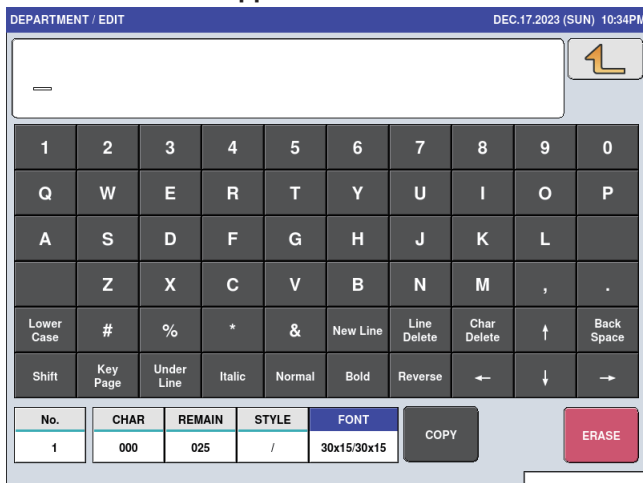 DEPARTMENT / EDIT DEC.17.2023 (SUN) 10:34PM
1 2 3 4 5 6 7 8 9 0
Q W E R T Y U I O P
A S D F G H J K L
Z X C V B N M , .
Lower Case # % * & New Line Line Delete Char Delete ↑ Back Space
Shift Key Page Under Line Italic Normal Bold Reverse ← ↓ →
No. CHAR REMAIN STYLE FONT COPY ERASE
1 000 025 / 30x15/30x15